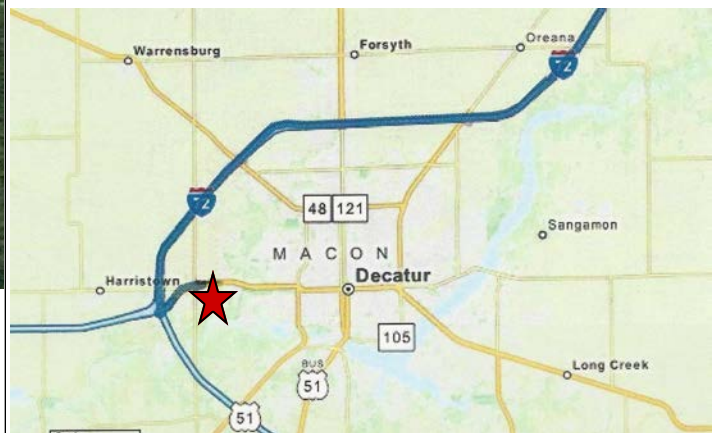 Oreana
Forsyth
Warrensburg
72
72
48 121
Sangamon
M A C O N
Decatur
Harristown
105
BUS
51
Long Creek
51